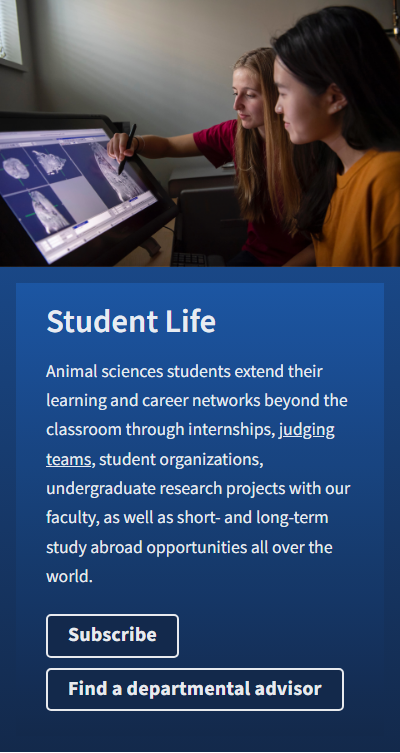 Student Life
Animal sciences students extend their
learning and career networks beyond the
classroom through internships, judging
teams, student organizations,
undergraduate research projects with our
faculty, as well as short- and long-term
study abroad opportunities all over the
world.
Subscribe
Find a departmental advisor